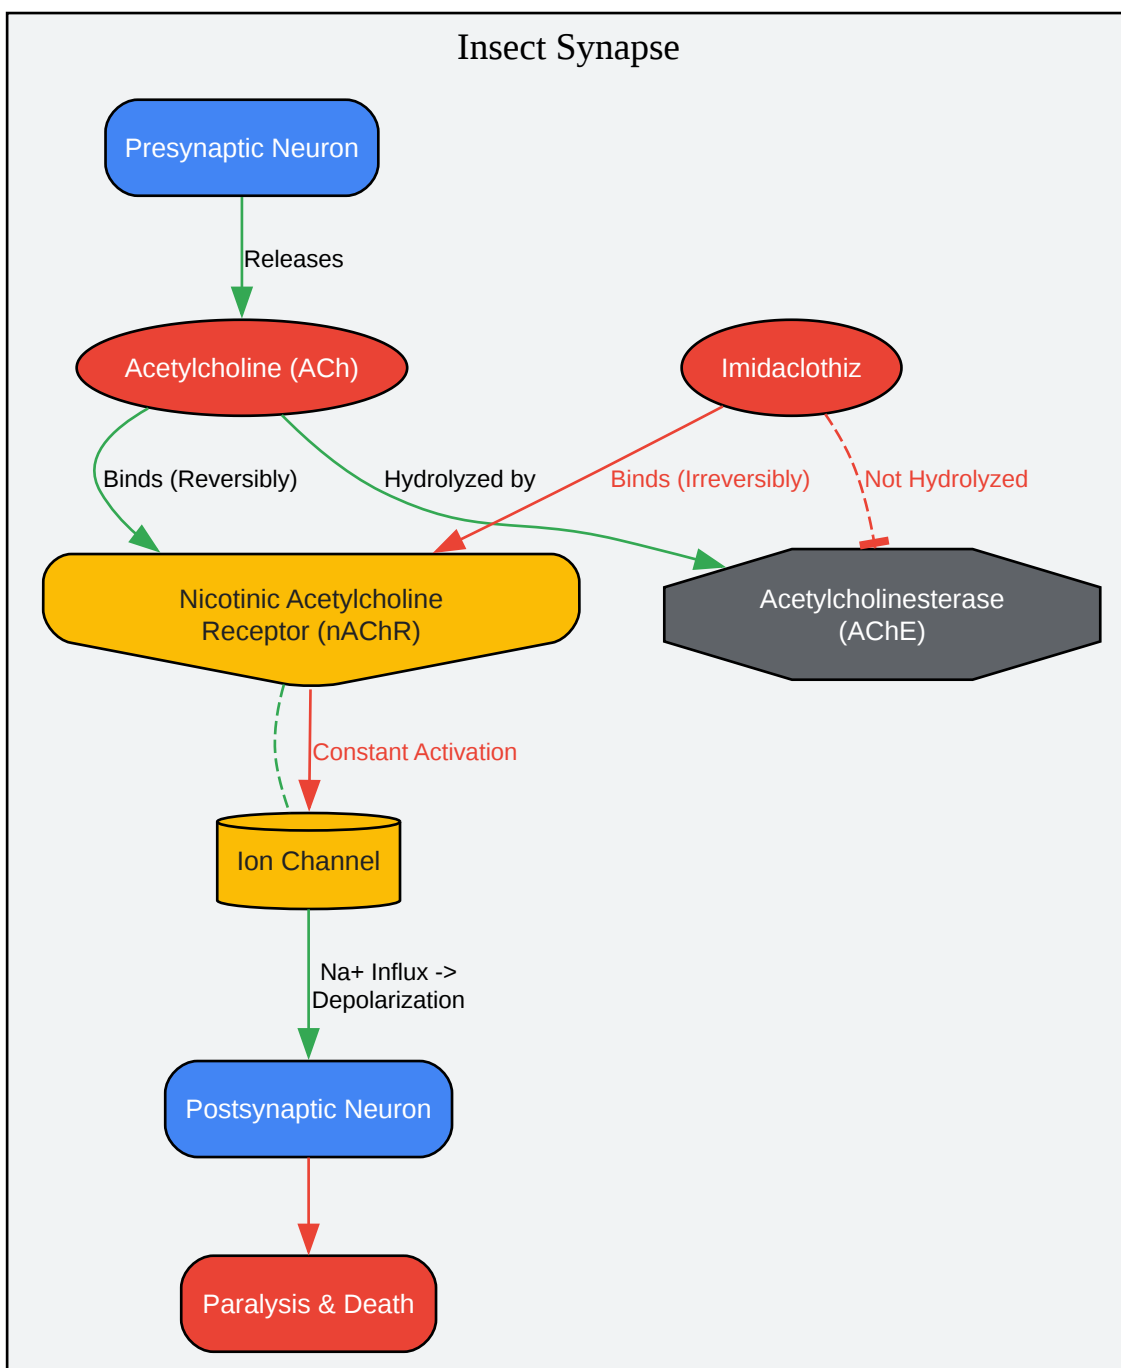 Insect Synapse
Presynaptic Neuron
Releases
Acetylcholine (ACh)
Imidaclothiz
Binds (Reversibly)
Hydrolyzed by
Binds (Irreversibly)
Not Hydrolyzed
Nicotinic Acetylcholine
Receptor (nAChR)
Acetylcholinesterase
(AChE)
Constant Activation
Ion Channel
Na+ Influx ->
Depolarization
Postsynaptic Neuron
Paralysis & Death